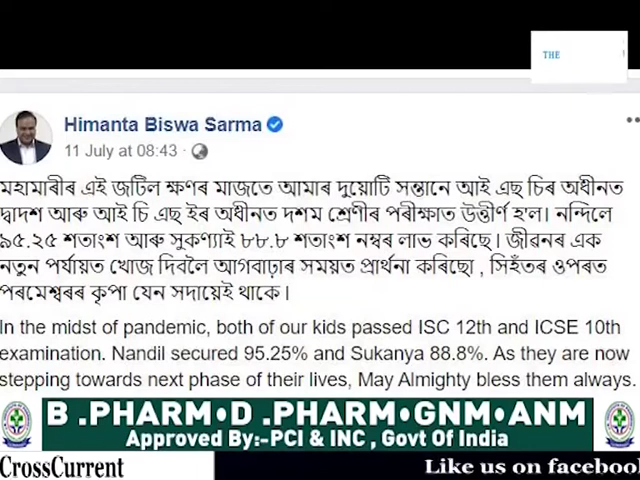 THE
Himanta Biswa Sarma
11 July at 08:43
মহামাৰীৰ এই জটিল ক্ষণৰ মাজতে আমাৰ দুয়োটি সন্তানে আই এছ চিৰ অধীনত
দ্বাদশ আৰু আই চি এছ ইৰ অধীনত দশম শ্ৰেণীৰ পৰীক্ষাত উত্তীৰ্ণ হ'ল। নন্দিলে
৯৫.২৫ শতাংশ আৰু সুকণ্যাই ৮৮.৮ শতাংশ নম্বৰ লাভ কৰিছে। জীৱনৰ এক
নতুন পৰ্যায়ত খোজ দিবলৈ আগবাঢ়াৰ সময়ত প্ৰাৰ্থনা কৰিছো , সিহঁতৰ ওপৰত
পৰমেশ্বৰৰ কৃপা যেন সদায়েই থাকে।
In the midst of pandemic, both of our kids passed ISC 12th and ICSE 10th
examination. Nandil secured 95.25% and Sukanya 88.8%. As they are now
stepping towards next phase of their lives, May Almighty bless them always.
B .PHARM•D .PHARM•GNM•ANM
Approved By:-PCI & INC , Govt Of India
CrossCurrent
Like us on facebook